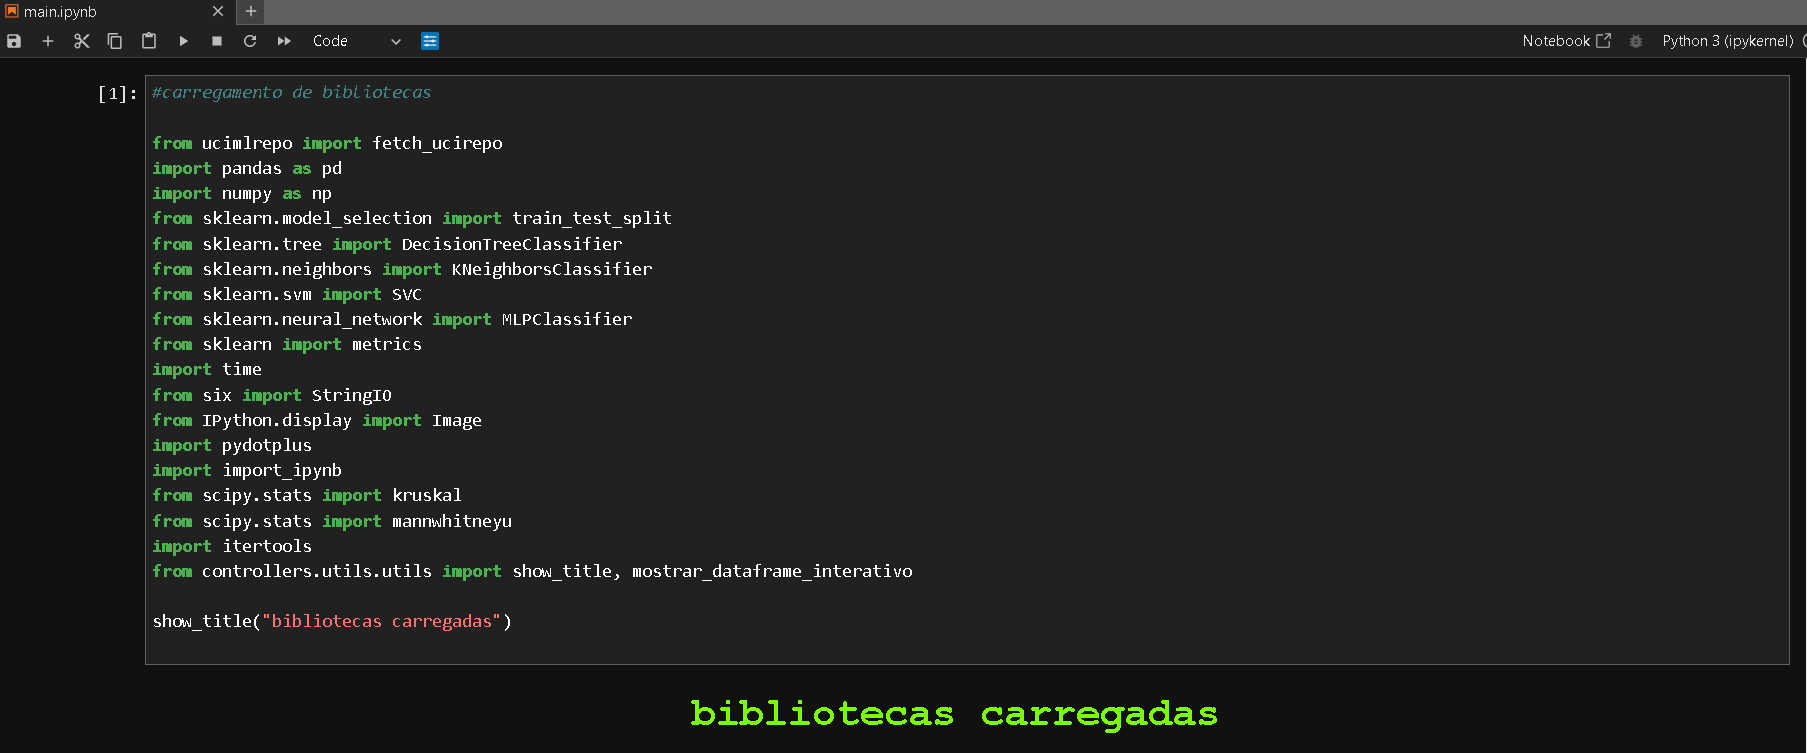 main.ipynb
Code
Notebook
Python 3 (ipykernel)
[1]:
#carregamento de bibliotecas
from ucimlrepo import fetch_ucirepo
import pandas as pd
import numpy as np
from sklearn.model_selection import train_test_split
from sklearn.tree import DecisionTreeClassifier
from sklearn.neighbors import KNeighborsClassifier
from sklearn.svm import SVC
from sklearn.neural_network import MLPClassifier
from sklearn import metrics
import time
from six import StringIO
from IPython.display import Image
import pydotplus
import import_ipynb
from scipy.stats import kruskal
from scipy.stats import mannwhitneyu
import itertools
from controllers.utils.utils import show_title, mostrar_dataframe_interativo
show_title("bibliotecas carregadas")
bibliotecas carregadas